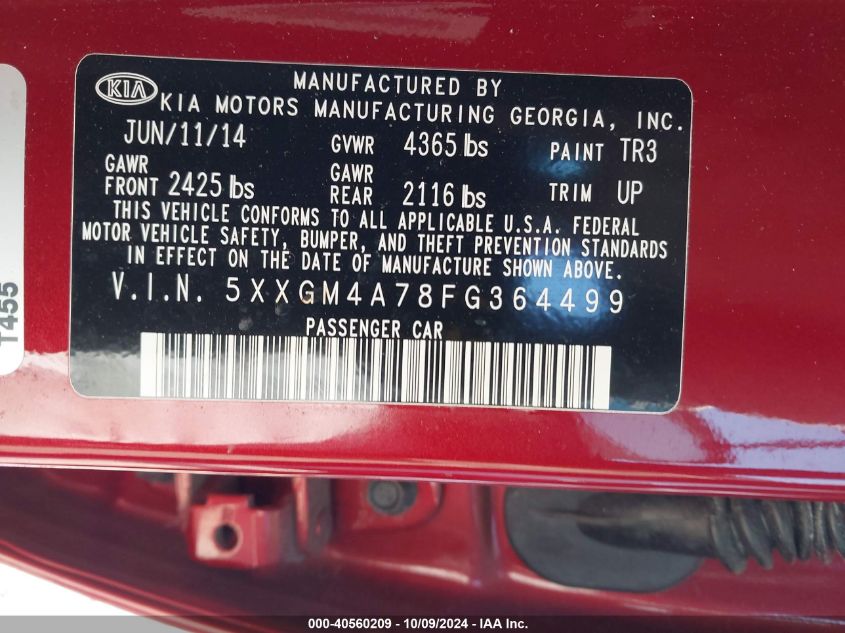 MANUFACTURED BY
KIA KIA MOTORS MANUFACTURING GEORGIA, INC.
JUN/11/14 GVWR 4365 lbs PAINT TR3
GAWR FRONT 2425 lbs GAWR REAR 2116 lbs TRIM UP
THIS VEHICLE CONFORMS TO ALL APPLICABLE U.S.A. FEDERAL
MOTOR VEHICLE SAFETY, BUMPER, AND THEFT PREVENTION STANDARDS
IN EFFECT ON THE DATE OF MANUFACTURE SHOWN ABOVE.
V.I.N. 5XXGM4A78FG364499
PASSENGER CAR
T455
000-40560209 - 10/09/2024 - IAA Inc.